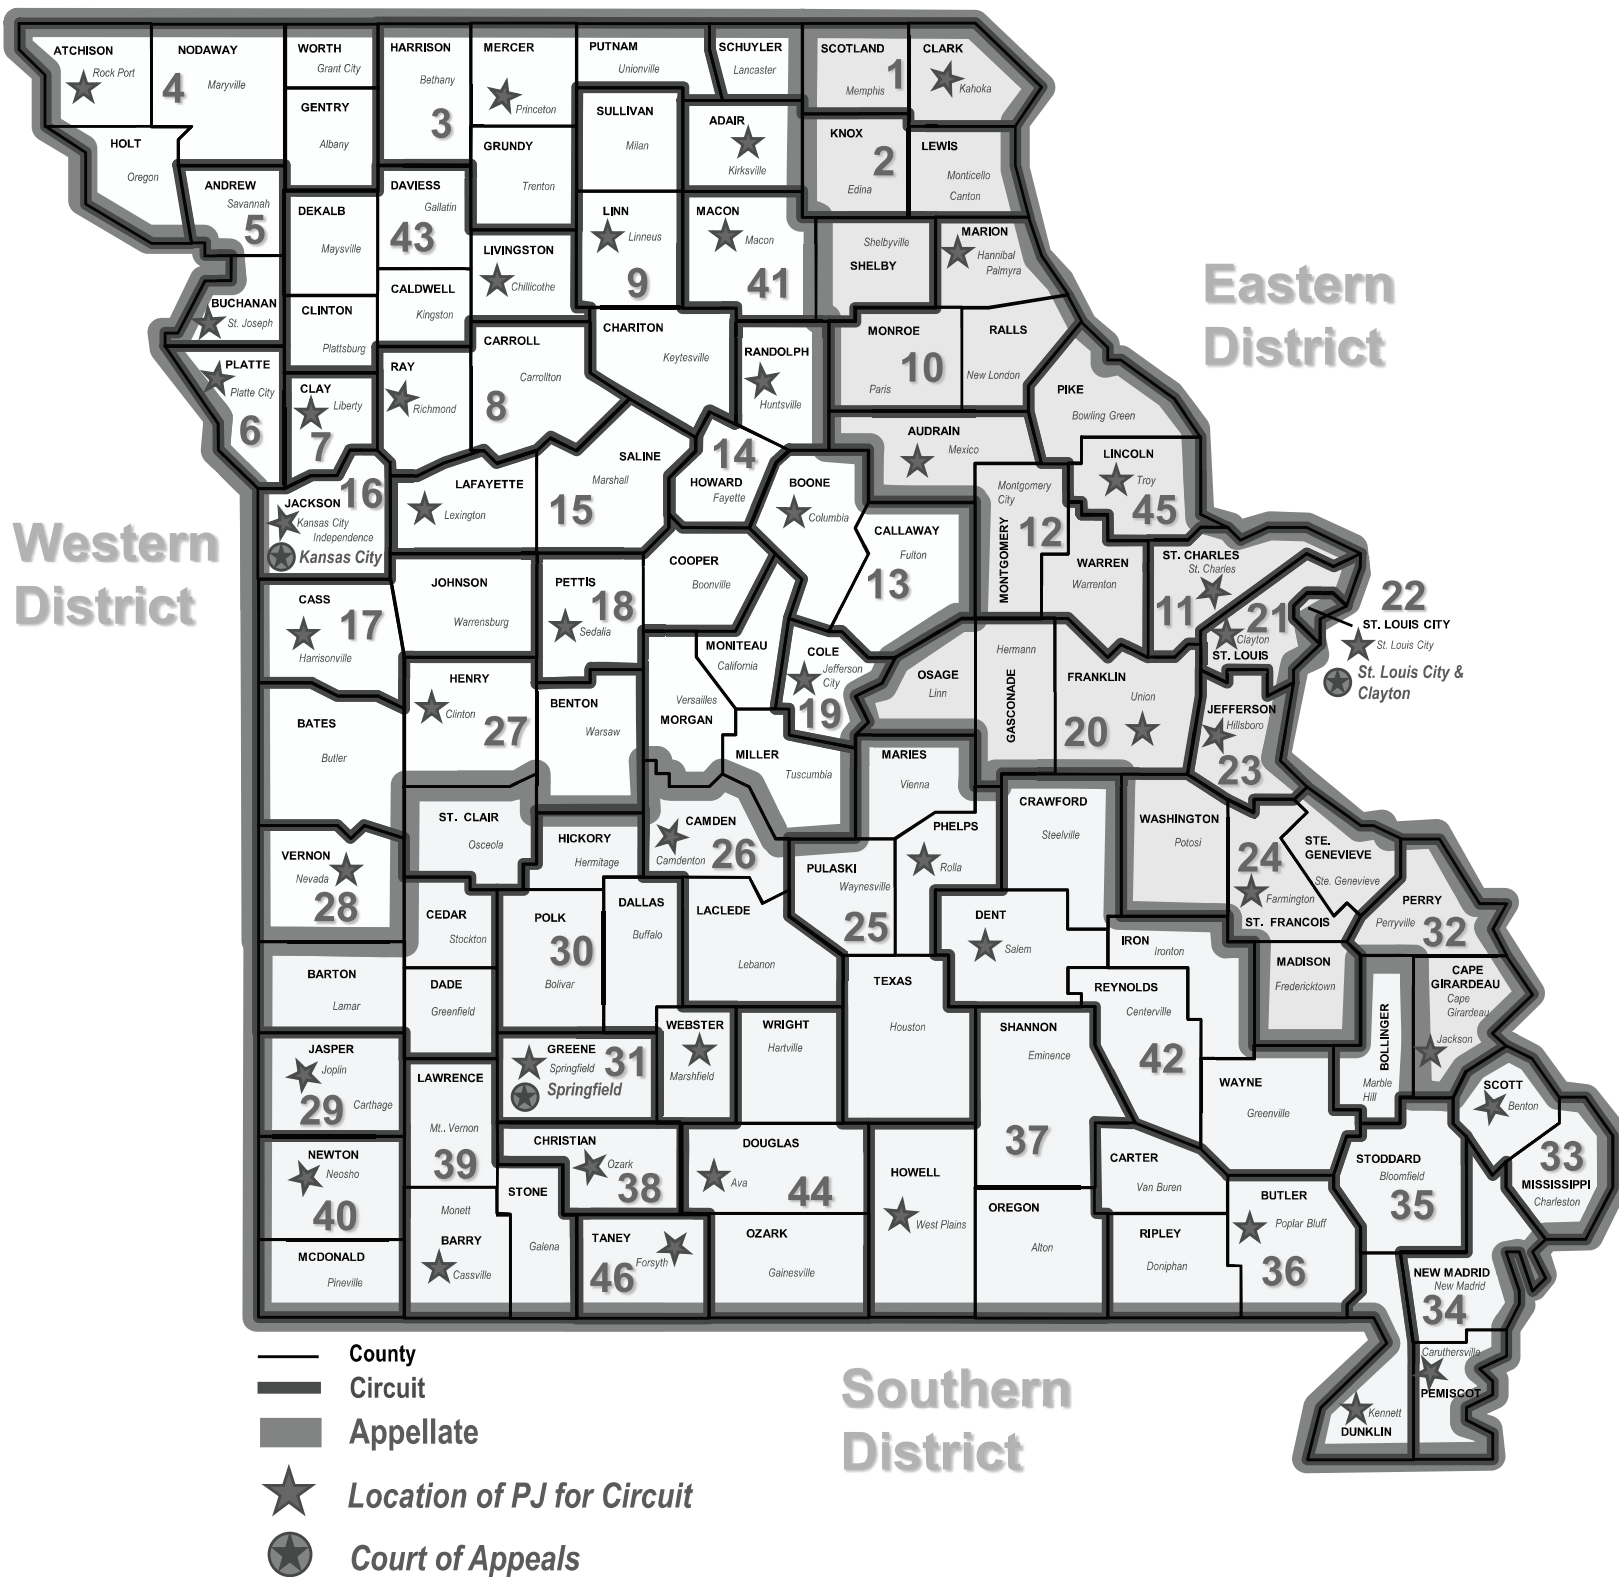 ATCHISON
Rock Port
NODAWAY
4
Maryville
WORTH
Grant City
HARRISON
Bethany
3
MERCER
Princeton
PUTNAM
Unionville
SCHUYLER
Lancaster
SCOTLAND
1
Memphis
CLARK
Kahoka
GENTRY
Albany
SULLIVAN
Milan
ADAIR
Kirksville
KNOX
2
Edina
LEWIS
Monticello
Canton
HOLT
Oregon
GRUNDY
Trenton
ANDREW
Savannah
5
DEKALB
Maysville
DAVIESS
Gallatin
43
LIVINGSTON
Chillicothe
LINN
Linneus
9
MACON
Macon
41
Shelbyville
SHELBY
MARION
Hannibal
Palmyra
Eastern
District
BUCHANAN
St. Joseph
CLINTON
Plattsburg
CALDWELL
Kingston
CHARITON
Keytesville
RANDOLPH
Huntsville
MONROE
10
Paris
RALLS
New London
PLATTE
Platte City
6
CLAY
Liberty
7
RAY
Richmond
CARROLL
Carrollton
8
PIKE
Bowling Green
AUDRAIN
Mexico
LINCOLN
Troy
45
14
HOWARD
Fayette
BOONE
Columbia
SALINE
Marshall
15
LAFAYETTE
Lexington
16
JACKSON
Kansas City
Independence
Kansas City
Western
District
Montgomery
City
12
MONTGOMERY
CALLAWAY
Fulton
13
WARREN
Warrenton
ST. CHARLES
St. Charles
11
21
Clayton
ST. LOUIS
22
ST. LOUIS CITY
St. Louis City
St. Louis City &
Clayton
JOHNSON
Warrensburg
PETTIS
18
Sedalia
COOPER
Boonville
CASS
17
Harrisonville
MONITEAU
California
COLE
Jefferson
City
19
OSAGE
Linn
Hermann
GASCONADE
FRANKLIN
Union
20
JEFFERSON
Hillsboro
23
HENRY
Clinton
27
BENTON
Warsaw
Versailles
MORGAN
BATES
Butler
MILLER
Tuscumbia
MARIES
Vienna
ST. CLAIR
Osceola
HICKORY
Hermitage
CAMDEN
Camdenton
26
PHELPS
Rolla
CRAWFORD
Steelville
WASHINGTON
Potosi
24
Farmington
ST. FRANCOIS
STE.
GENEVIEVE
Ste. Genevieve
VERNON
Nevada
28
PULASKI
Waynesville
25
PERRY
Perryville
32
CEDAR
Stockton
POLK
30
Bolivar
DALLAS
Buffalo
LACLEDE
Lebanon
DENT
Salem
IRON
Ironton
MADISON
Fredericktown
BARTON
Lamar
DADE
Greenfield
TEXAS
Houston
REYNOLDS
Centerville
42
CAPE
GIRARDEAU
Cape
Girardeau
Jackson
BOLLINGER
Marble
Hill
JASPER
Joplin
29
Carthage
GREENE
Springfield
31
Springfield
WEBSTER
Marshfield
WRIGHT
Hartville
SHANNON
Eminence
37
LAWRENCE
Mt.. Vernon
39
WAYNE
Greenville
SCOTT
Benton
33
MISSISSIPPI
Charleston
NEWTON
Neosho
40
CHRISTIAN
Ozark
38
DOUGLAS
Ava
44
HOWELL
West Plains
CARTER
Van Buren
STODDARD
Bloomfield
35
STONE
Galena
Monett
BARRY
Cassville
OREGON
Alton
BUTLER
Poplar Bluff
36
MCDONALD
Pineville
TANEY
Forsyth
46
OZARK
Gainesville
RIPLEY
Doniphan
NEW MADRID
New Madrid
34
Caruthersville
PEMISCOT
Kennett
DUNKLIN
Southern
District
County
Circuit
Appellate
Location of PJ for Circuit
Court of Appeals